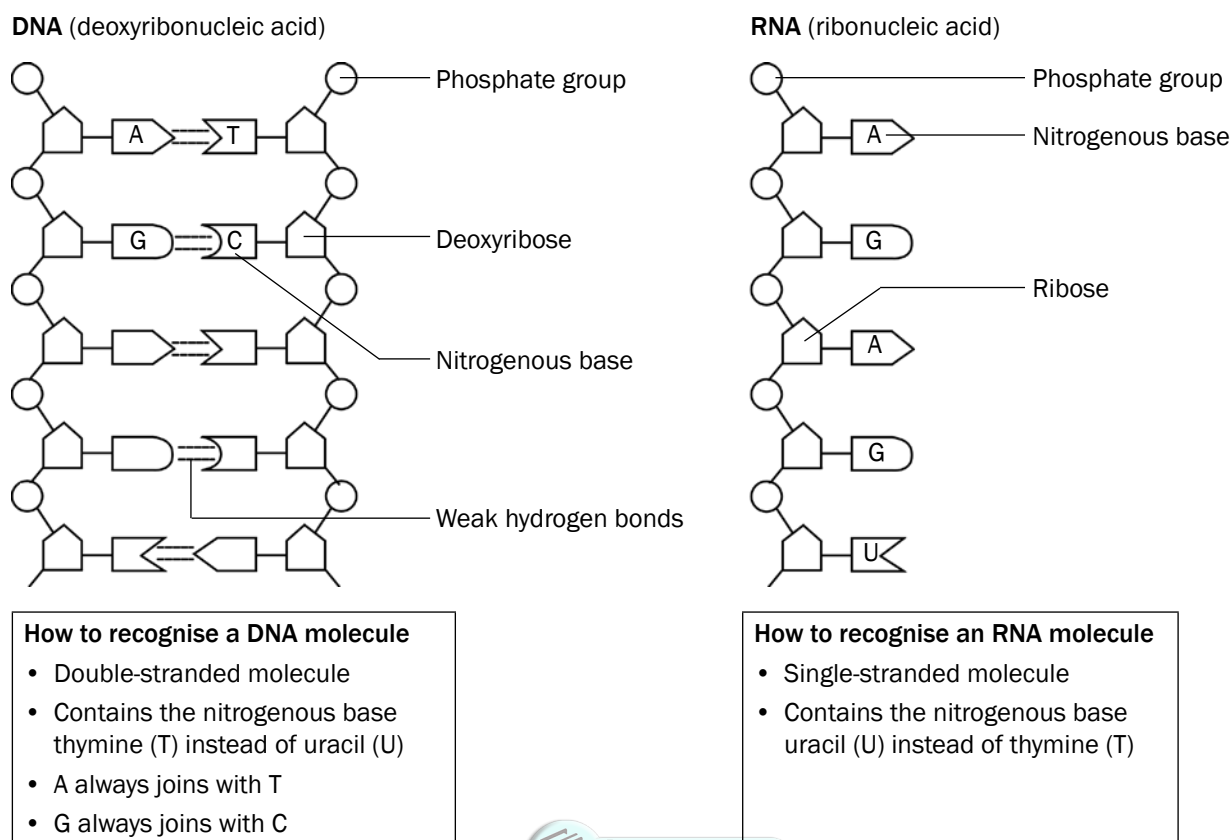 DNA (deoxyribonucleic acid)
Phosphate group
A
T
G
C
Deoxyribose
Nitrogenous base
Weak hydrogen bonds
How to recognise a DNA molecule
• Double-stranded molecule
• Contains the nitrogenous base
thymine (T) instead of uracil (U)
• A always joins with T
• G always joins with C
RNA (ribonucleic acid)
Phosphate group
A
Nitrogenous base
G
Ribose
A
G
U
How to recognise an RNA molecule
• Single-stranded molecule
• Contains the nitrogenous base
uracil (U) instead of thymine (T)